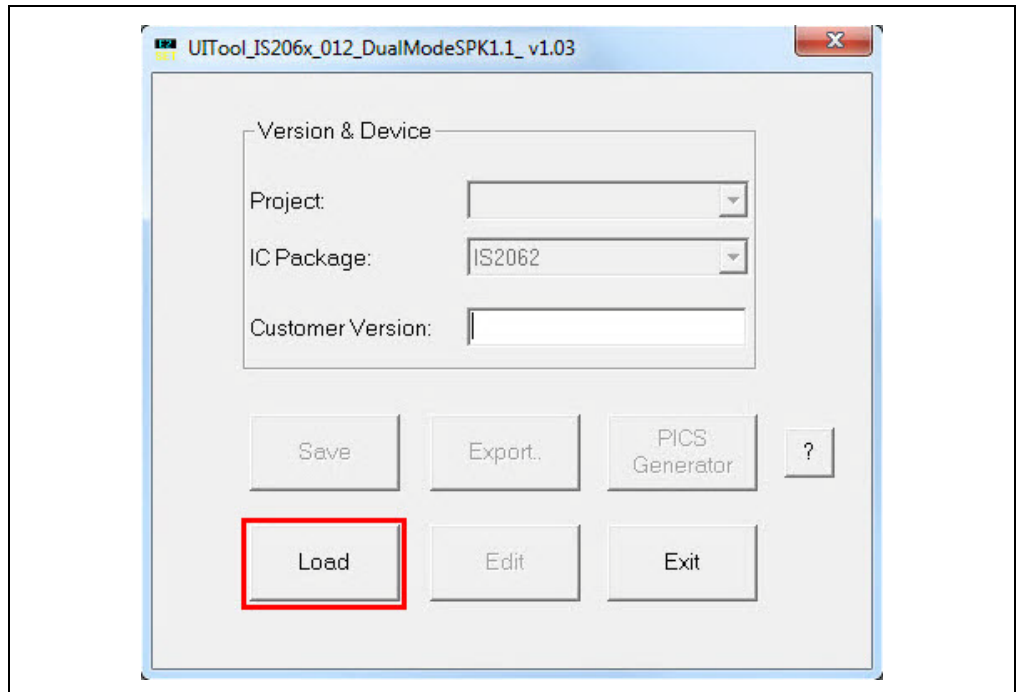 UITool_IS206x_012_DualModeSPK1.1_ v1.03
Version & Device
Project:
IC Package: IS2062
Customer Version:
Save Export.. PICS Generator ?
Load Edit Exit